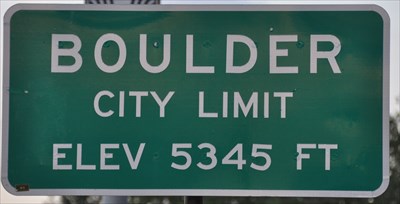 BOULDER
CITY LIMIT
ELEV 5345 FT